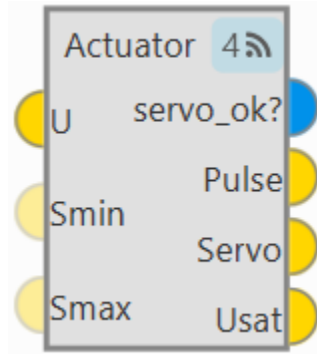 Actuator 4
servo_ok?
U
Pulse
Smin
Servo
Smax
Usat